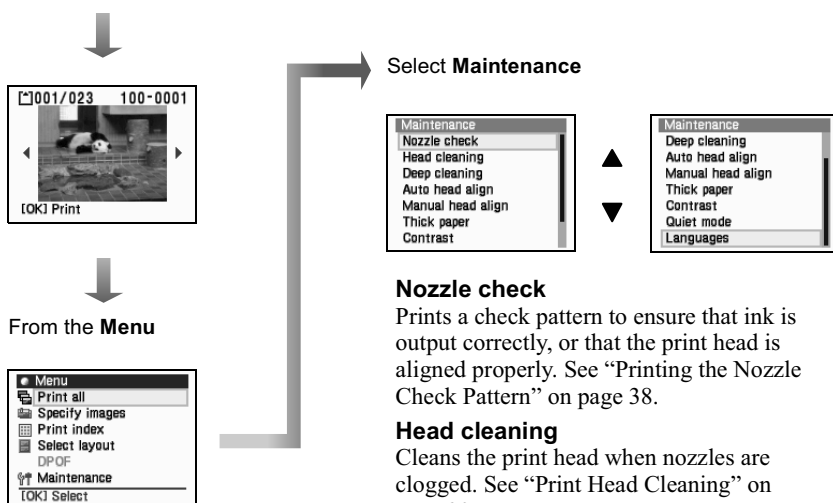 [*]001/023 100-0001
[OK] Print
From the Menu
Menu
Print all
Specify images
Print index
Select layout
DPOF
Maintenance
[OK] Select
Select Maintenance
Maintenance
Nozzle check
Head cleaning
Deep cleaning
Auto head align
Manual head align
Thick paper
Contrast
Maintenance
Deep cleaning
Auto head align
Manual head align
Thick paper
Contrast
Quiet mode
Languages
Nozzle check
Prints a check pattern to ensure that ink is
output correctly, or that the print head is
aligned properly. See “Printing the Nozzle
Check Pattern” on page 38.
Head cleaning
Cleans the print head when nozzles are
clogged. See “Print Head Cleaning” on